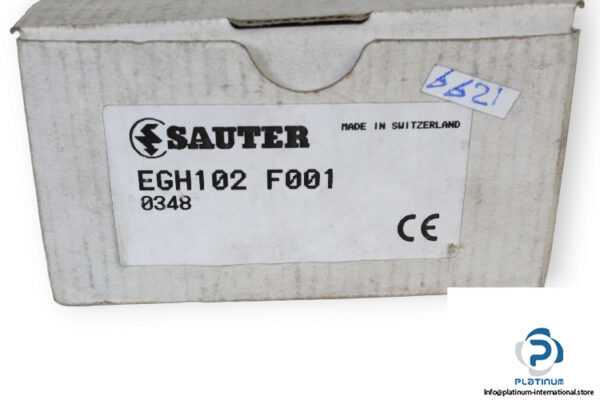 6621
SAUTER
MADE IN SWITZERLAND
EGH102 F001
0348
CE
PLATINUM
Info@platinum-international.store